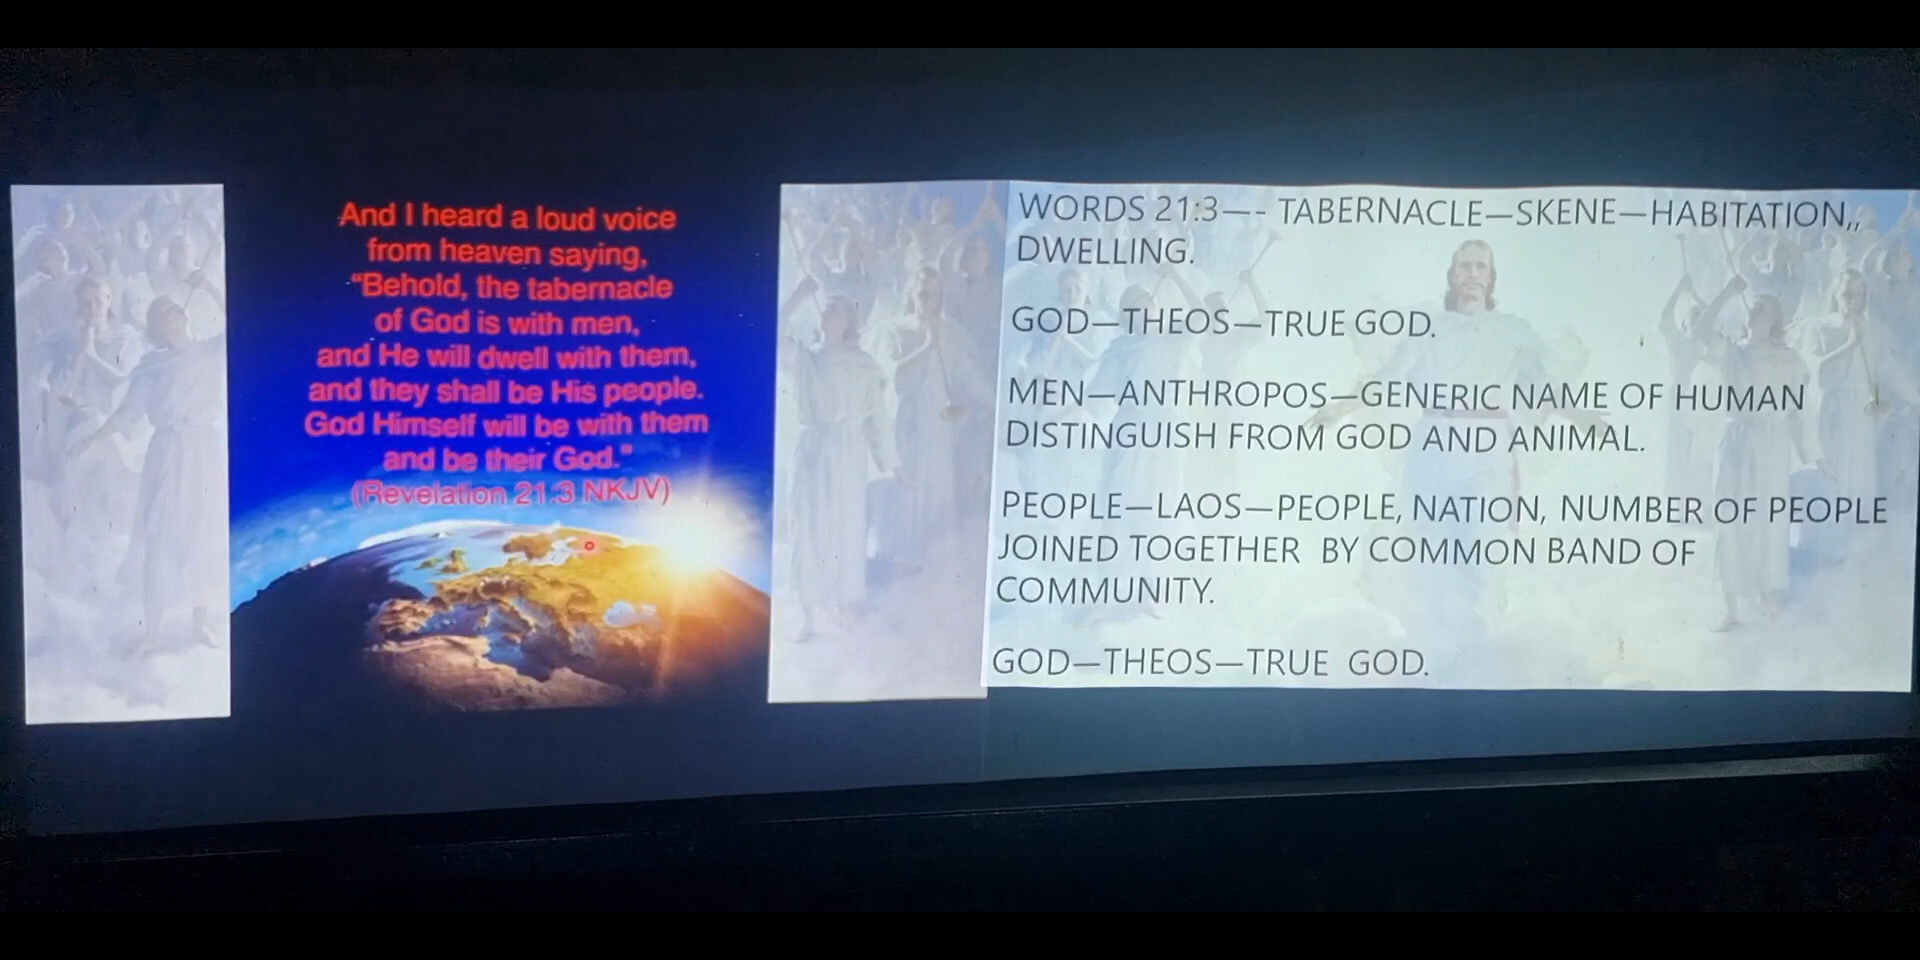 And I heard a loud voice
from heaven saying,
"Behold, the tabernacle
of God is with men,
and He will dwell with them,
and they shall be His people.
God Himself will be with them
and be their God."
(Revelation 21:3 NKJV)
WORDS 21:3—- TABERNACLE—SKENE—HABITATION,,
DWELLING.
GOD—THEOS—TRUE GOD.
MEN—ANTHROPOS—GENERIC NAME OF HUMAN
DISTINGUISH FROM GOD AND ANIMAL.
PEOPLE—LAOS—PEOPLE, NATION, NUMBER OF PEOPLE
JOINED TOGETHER BY COMMON BAND OF
COMMUNITY.
GOD—THEOS—TRUE GOD.